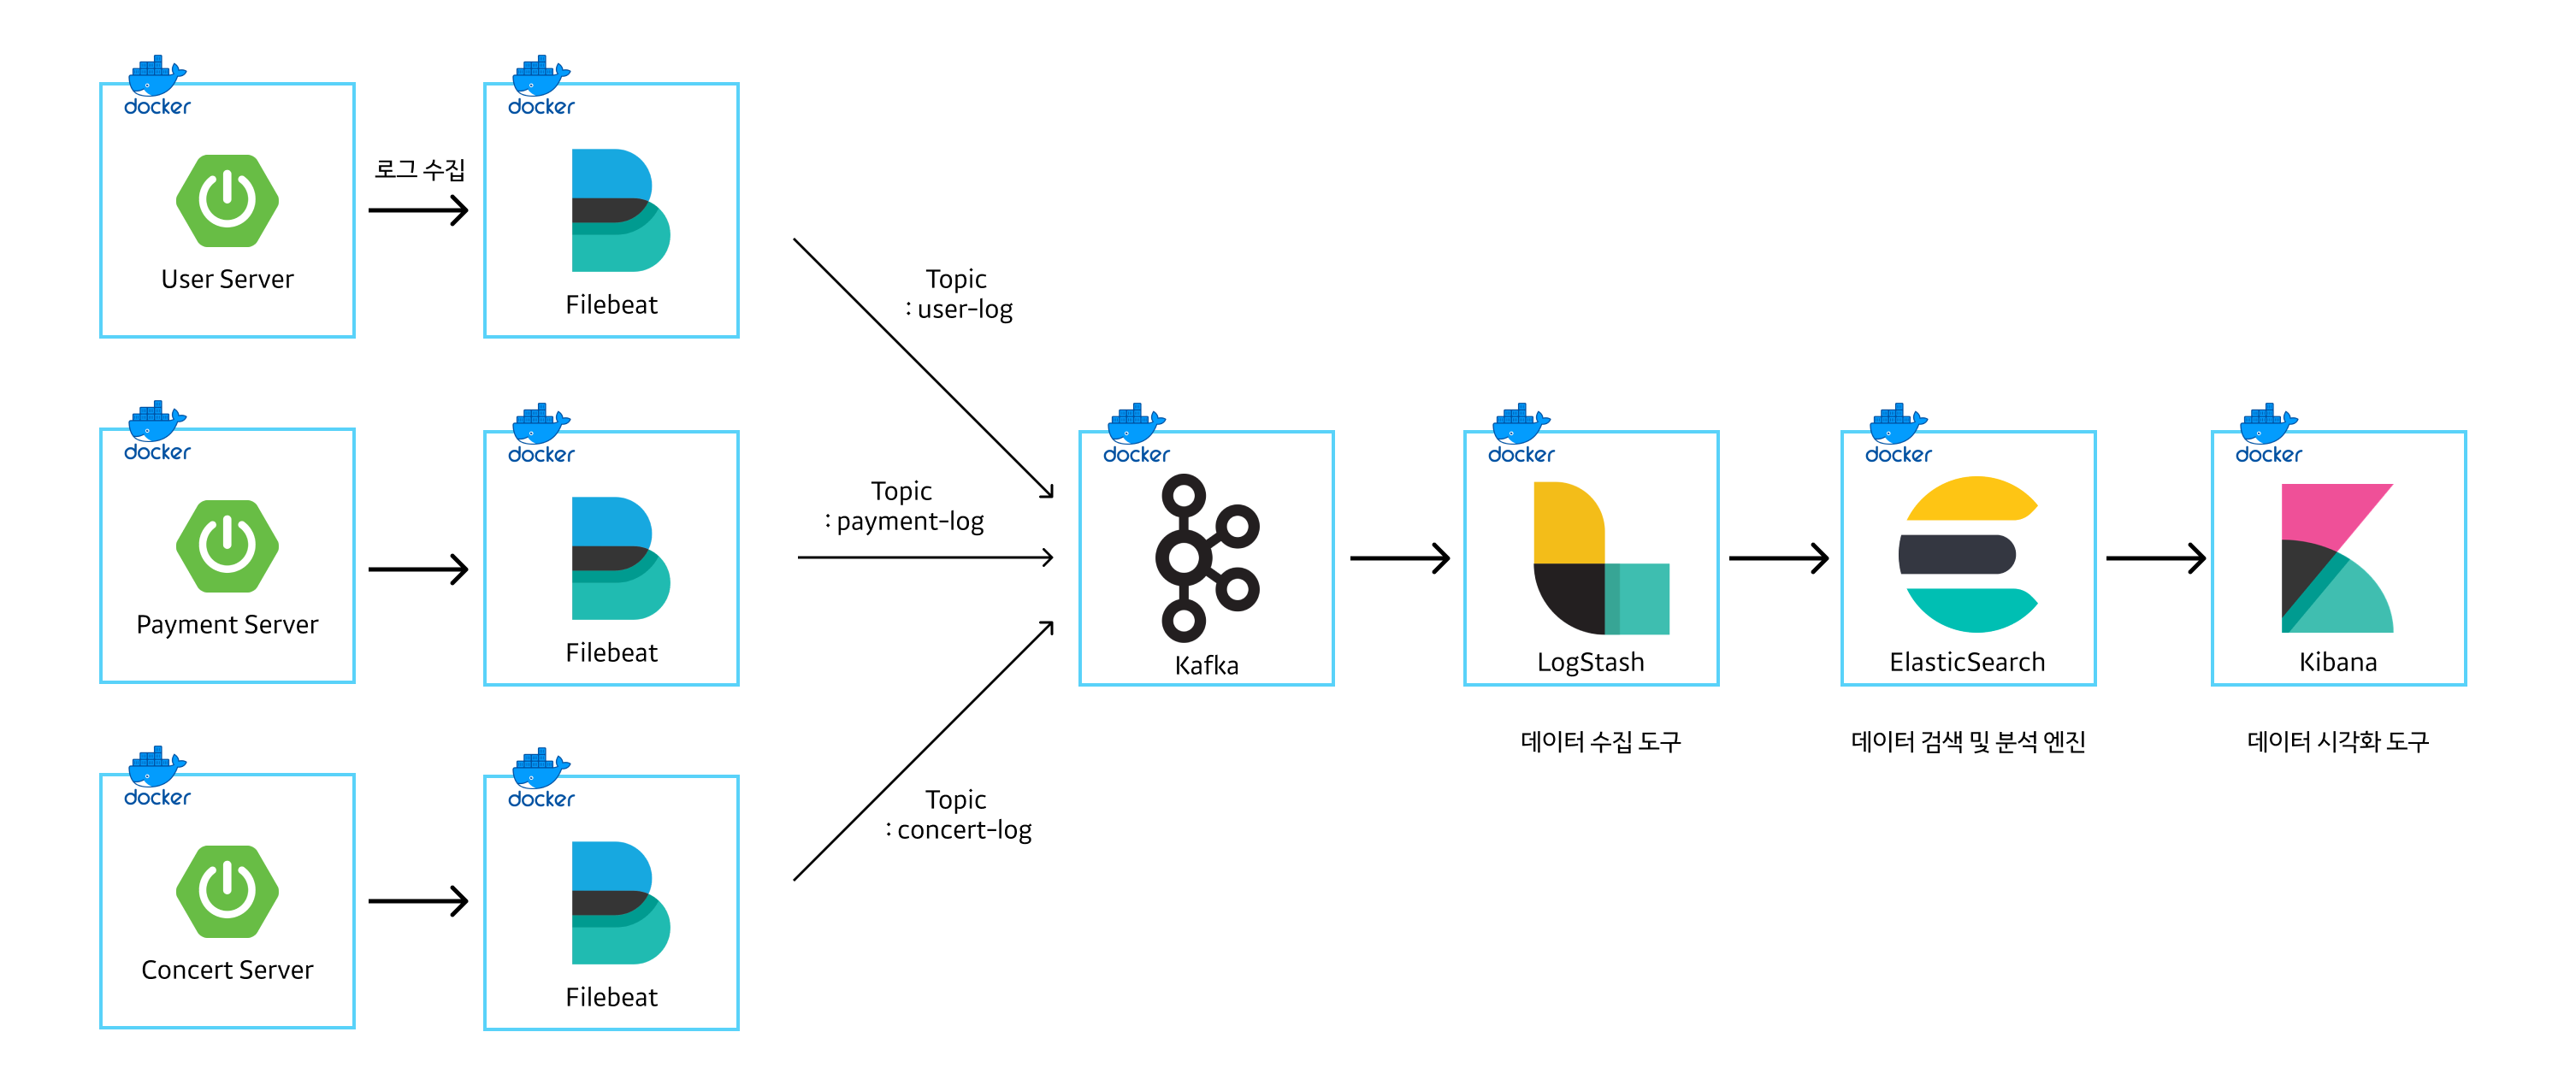 docker
User Server
로그 수집
docker
Filebeat
Topic
: user-log
docker
Payment Server
docker
Filebeat
Topic
: payment-log
docker
Concert Server
docker
Filebeat
Topic
: concert-log
docker
Kafka
docker
LogStash
데이터 수집 도구
docker
ElasticSearch
데이터 검색 및 분석 엔진
docker
Kibana
데이터 시각화 도구